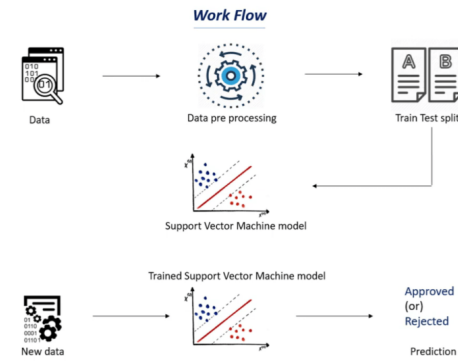 Work Flow
Data
Data pre processing
A B
Train Test split
Support Vector Machine model
Trained Support Vector Machine model
Approved
(or)
Rejected
New data
Prediction